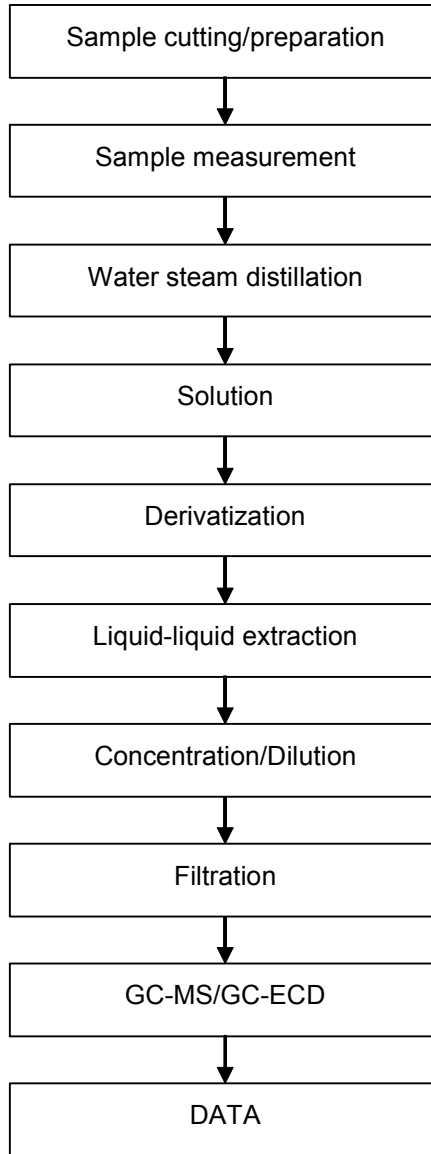 Sample cutting/preparation
Sample measurement
Water steam distillation
Solution
Derivatization
Liquid-liquid extraction
Concentration/Dilution
Filtration
GC-MS/GC-ECD
DATA